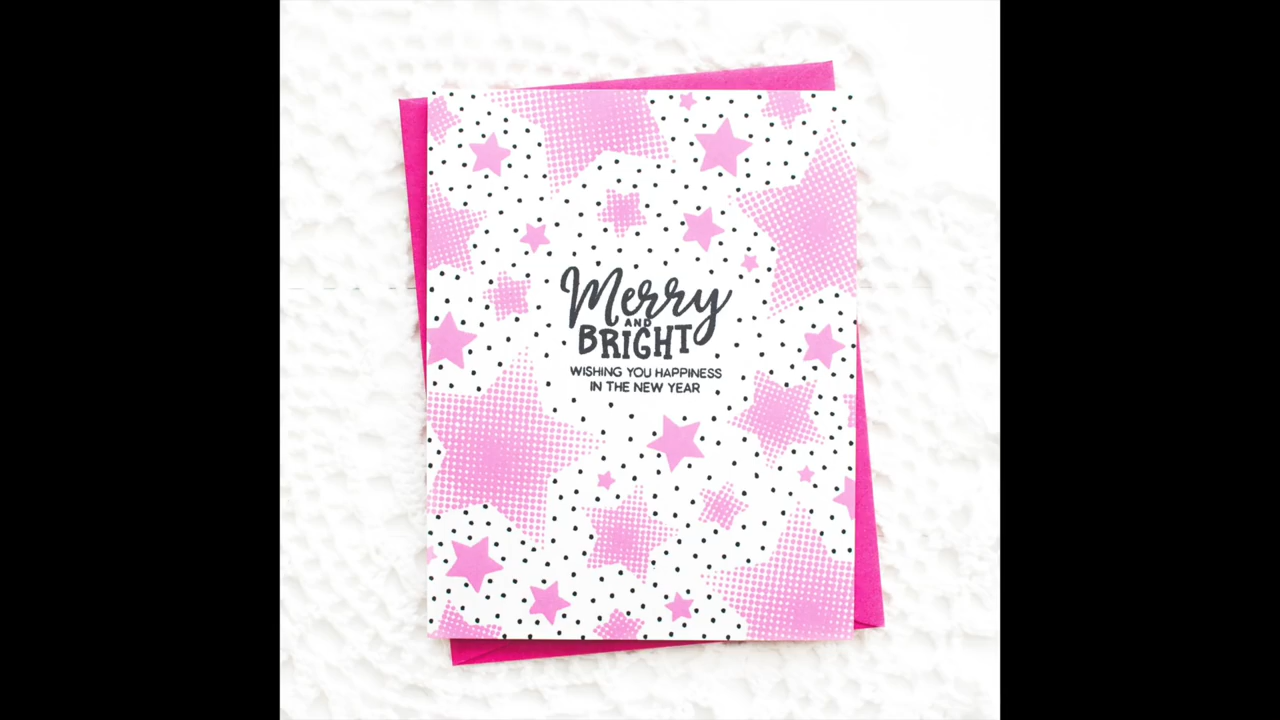 Merry
AND
BRIGHT
WISHING YOU HAPPINESS
IN THE NEW YEAR